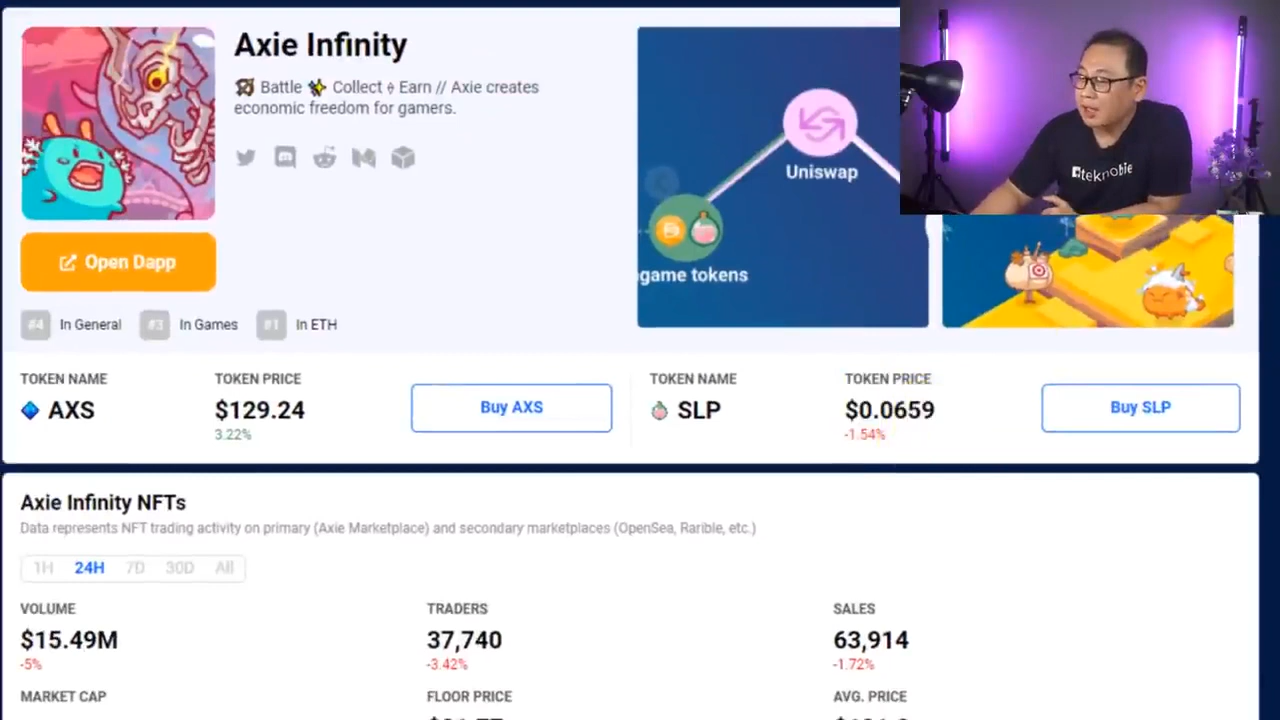 Axie Infinity
Battle Collect Earn // Axie creates
economic freedom for gamers.
Open Dapp
#4 In General #3 In Games #1 In ETH
Uniswap
game tokens
teknobie
TOKEN NAME
AXS
TOKEN PRICE
$129.24
3.22%
Buy AXS
TOKEN NAME
SLP
TOKEN PRICE
$0.0659
-1.54%
Buy SLP
Axie Infinity NFTs
Data represents NFT trading activity on primary (Axie Marketplace) and secondary marketplaces (OpenSea, Rarible, etc.)
1H 24H 7D 30D All
VOLUME
$15.49M
-5%
TRADERS
37,740
-3.42%
SALES
63,914
-1.72%
MARKET CAP
FLOOR PRICE
AVG. PRICE